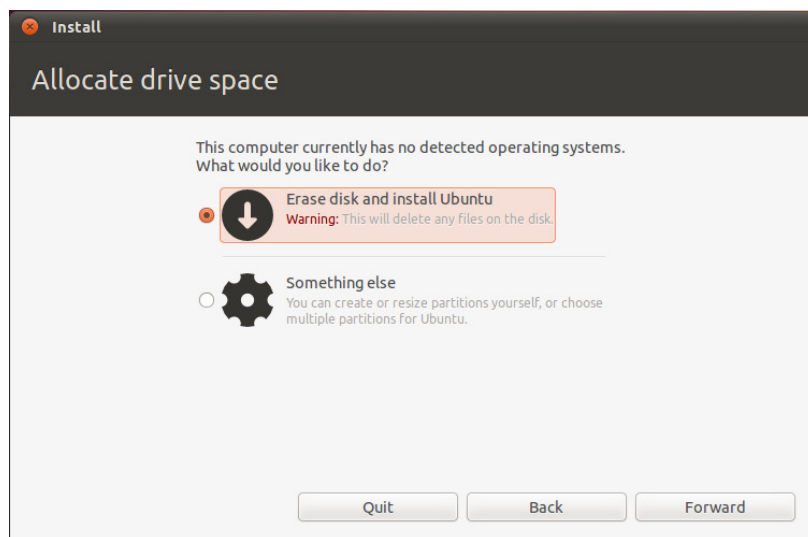 Install
Allocate drive space
This computer currently has no detected operating systems.
What would you like to do?
Erase disk and install Ubuntu
Warning: This will delete any files on the disk.
Something else
You can create or resize partitions yourself, or choose
multiple partitions for Ubuntu.
Quit Back Forward